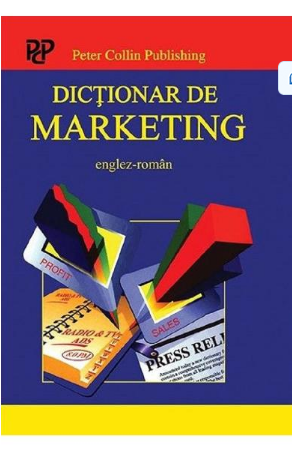 PCP
Peter Collin Publishing
DICŢIONAR DE
MARKETING
englez-român
PROFIT
SALES
RADIO & TV
ADS
PRESS REL